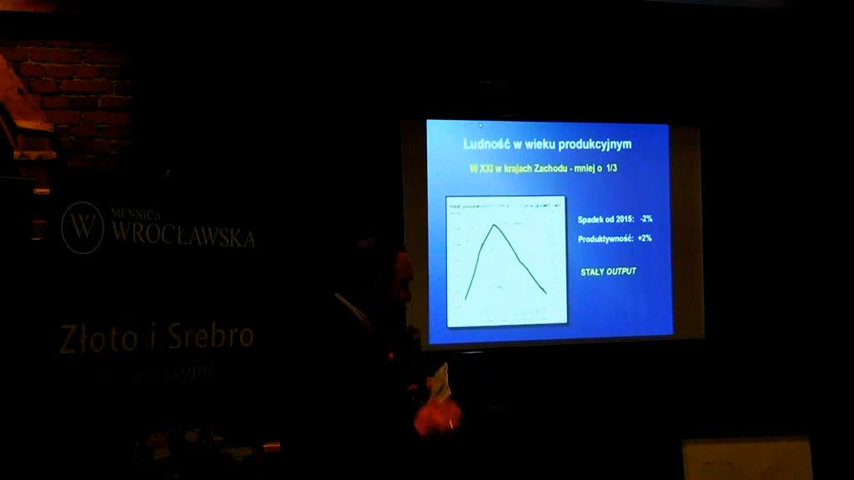 MENNICA
WROCŁAWSKA
Złoto i Srebro
Ludność w wieku produkcyjnym
W XXI w krajach Zachodu - mniej o 1/3
Spadek od 2015: -2%
Produktywność: +2%
STAŁY OUTPUT